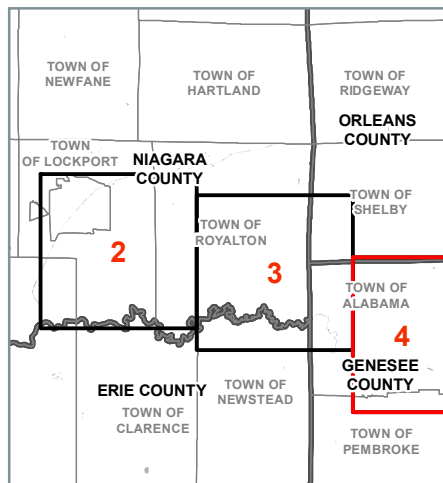 TOWN OF
NEWFANE
TOWN OF
HARTLAND
TOWN OF
RIDGEWAY
ORLEANS
COUNTY
TOWN
OF LOCKPORT
NIAGARA
COUNTY
TOWN OF
SHELBY
TOWN OF
ROYALTON
2
3
TOWN OF
ALABAMA
4
GENESEE
COUNTY
ERIE COUNTY
TOWN OF
NEWSTEAD
TOWN OF
CLARENCE
TOWN OF
PEMBROKE